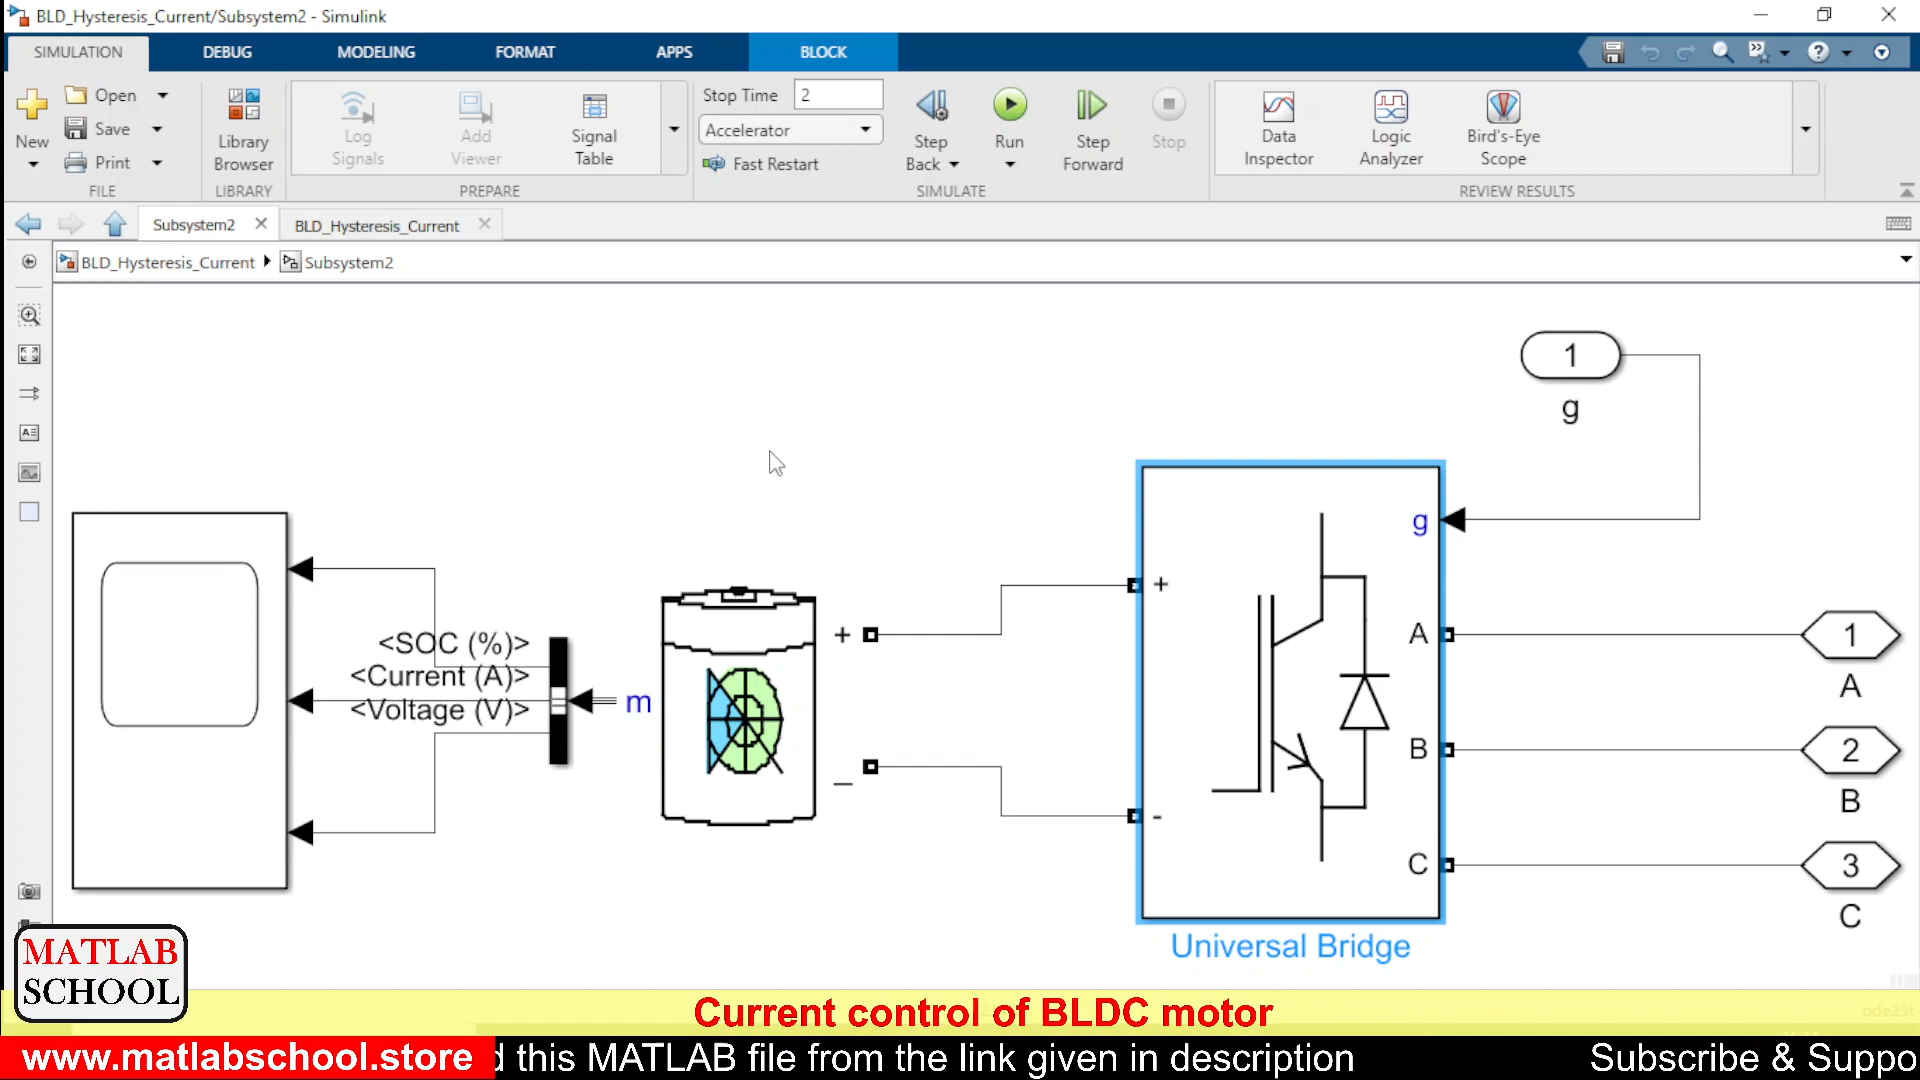 BLD_Hysteresis_Current/Subsystem2 - Simulink
SIMULATION
DEBUG
MODELING
FORMAT
APPS
BLOCK
New
Open
Save
Print
FILE
Library
Browser
LIBRARY
Log
Signals
Add
Viewer
Signal
Table
PREPARE
Stop Time 2
Accelerator
Fast Restart
Step
Back
Run
Step
Forward
Stop
SIMULATE
Data
Inspector
Logic
Analyzer
Bird's-Eye
Scope
REVIEW RESULTS
Subsystem2
BLD_Hysteresis_Current
BLD_Hysteresis_Current
Subsystem2
1
g
g
+
-
A
B
C
1
A
2
B
3
C
Universal Bridge
+
_
m
<SOC (%)>
<Current (A)>
<Voltage (V)>
MATLAB
SCHOOL
Current control of BLDC motor
ode23t
www.matlabschool.store
d this MATLAB file from the link given in description
Subscribe & Suppo